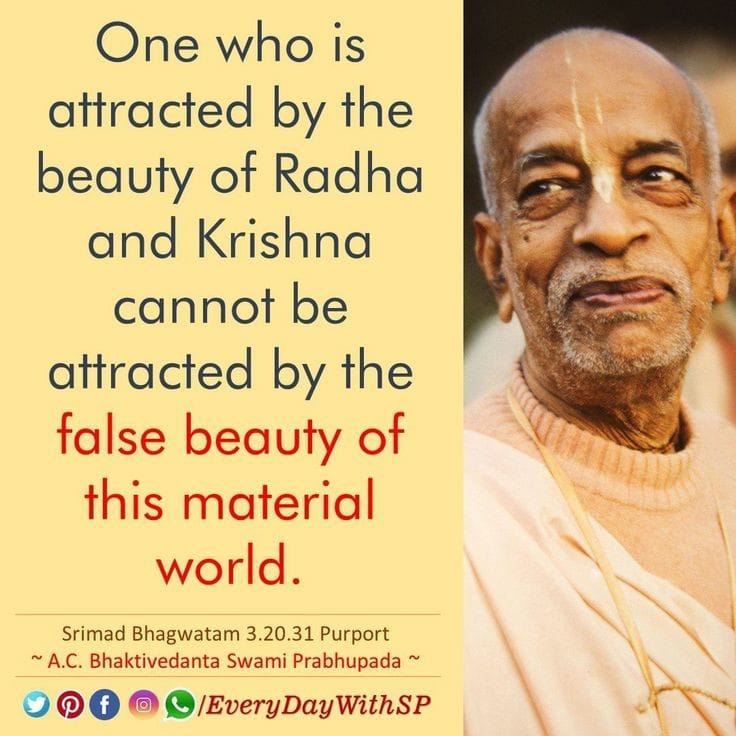 One who is
attracted by the
beauty of Radha
and Krishna
cannot be
attracted by the
false beauty of
this material
world.
Srimad Bhagwatam 3.20.31 Purport
~ A.C. Bhaktivedanta Swami Prabhupada ~
/EveryDayWithSP